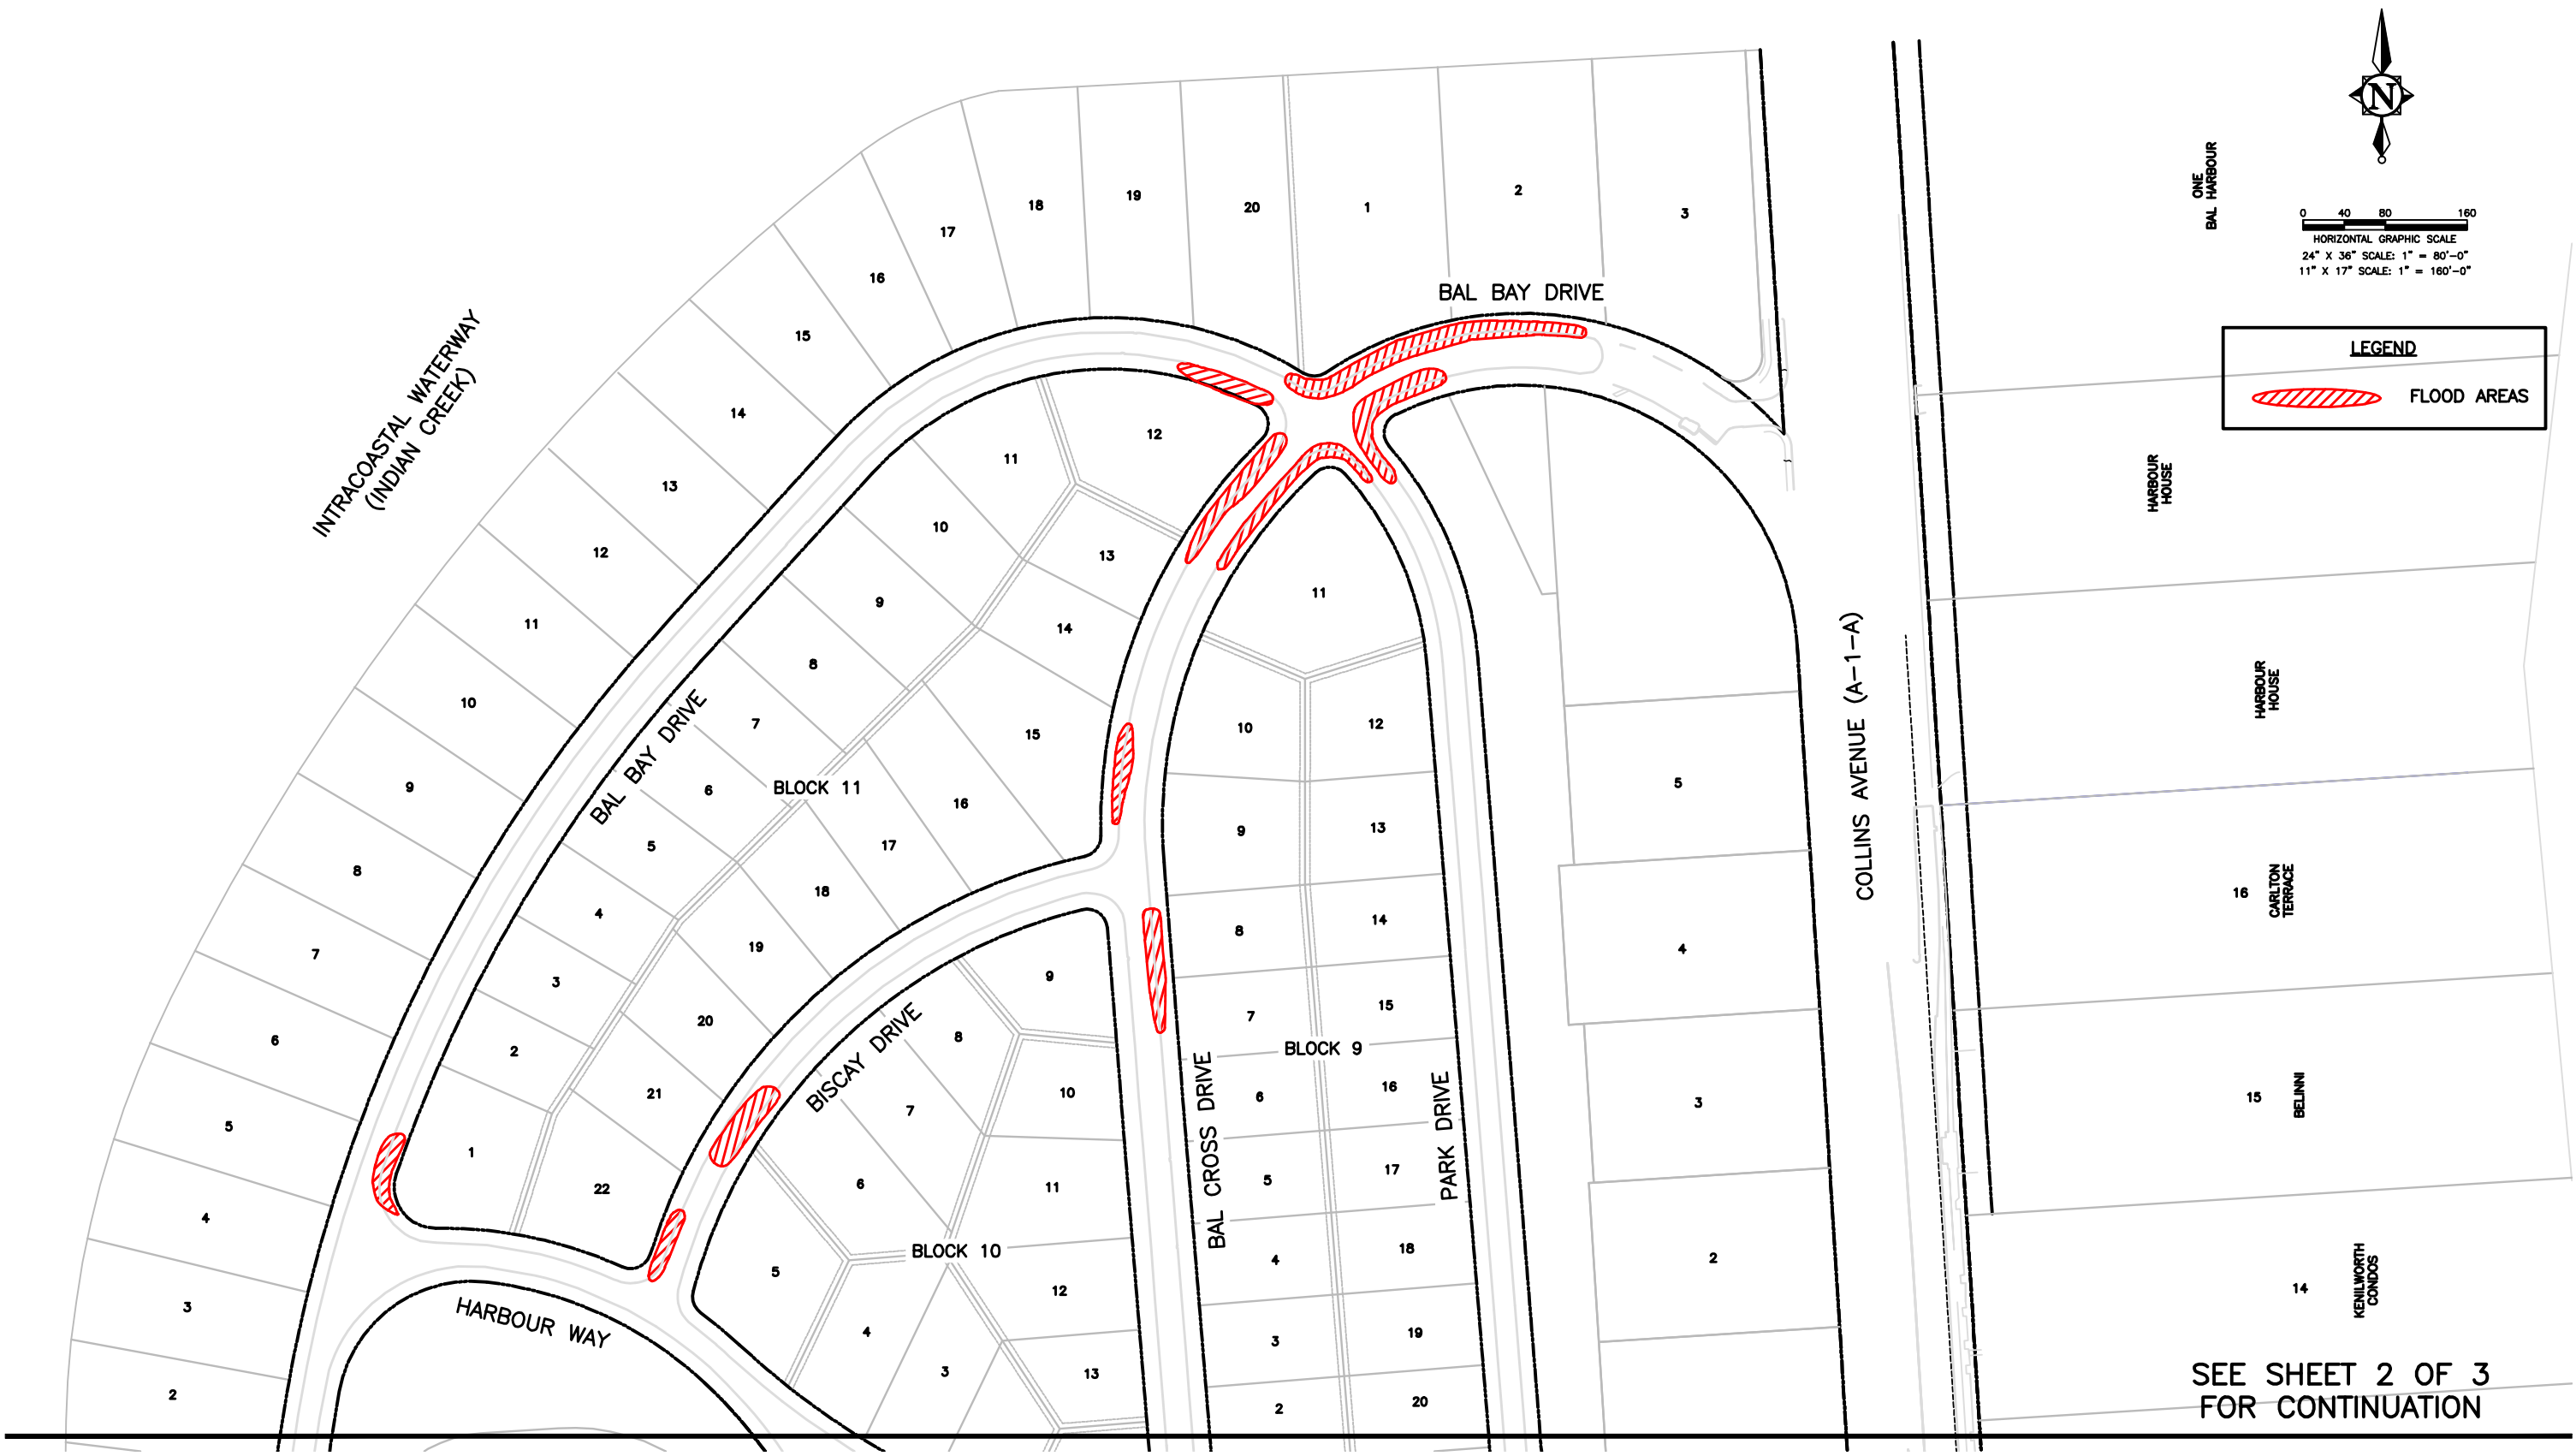 N
ONE
BAL HARBOUR
0 40 80 160
HORIZONTAL GRAPHIC SCALE
24" X 36" SCALE: 1" = 80'-0"
11" X 17" SCALE: 1" = 160'-0"
LEGEND
FLOOD AREAS
INTRACOASTAL WATERWAY
(INDIAN CREEK)
BAL BAY DRIVE
20
19
18
17
16
15
14
13
12
11
10
9
8
7
6
5
4
3
2
1
2
3
BAL BAY DRIVE
BLOCK 11
12
11
10
9
8
7
6
5
4
3
2
1
13
14
15
16
17
18
19
20
21
22
BISCAY DRIVE
HARBOUR WAY
BLOCK 10
9
8
7
6
5
4
3
10
11
12
13
BAL CROSS DRIVE
BLOCK 9
11
10
9
8
7
6
5
4
3
2
12
13
14
15
16
17
18
19
20
PARK DRIVE
5
4
3
2
COLLINS AVENUE (A-1-A)
HARBOUR
HOUSE
HARBOUR
HOUSE
16
CARLTON
TERRACE
15
BELINNI
14
KENILWORTH
CONDOS
SEE SHEET 2 OF 3
FOR CONTINUATION